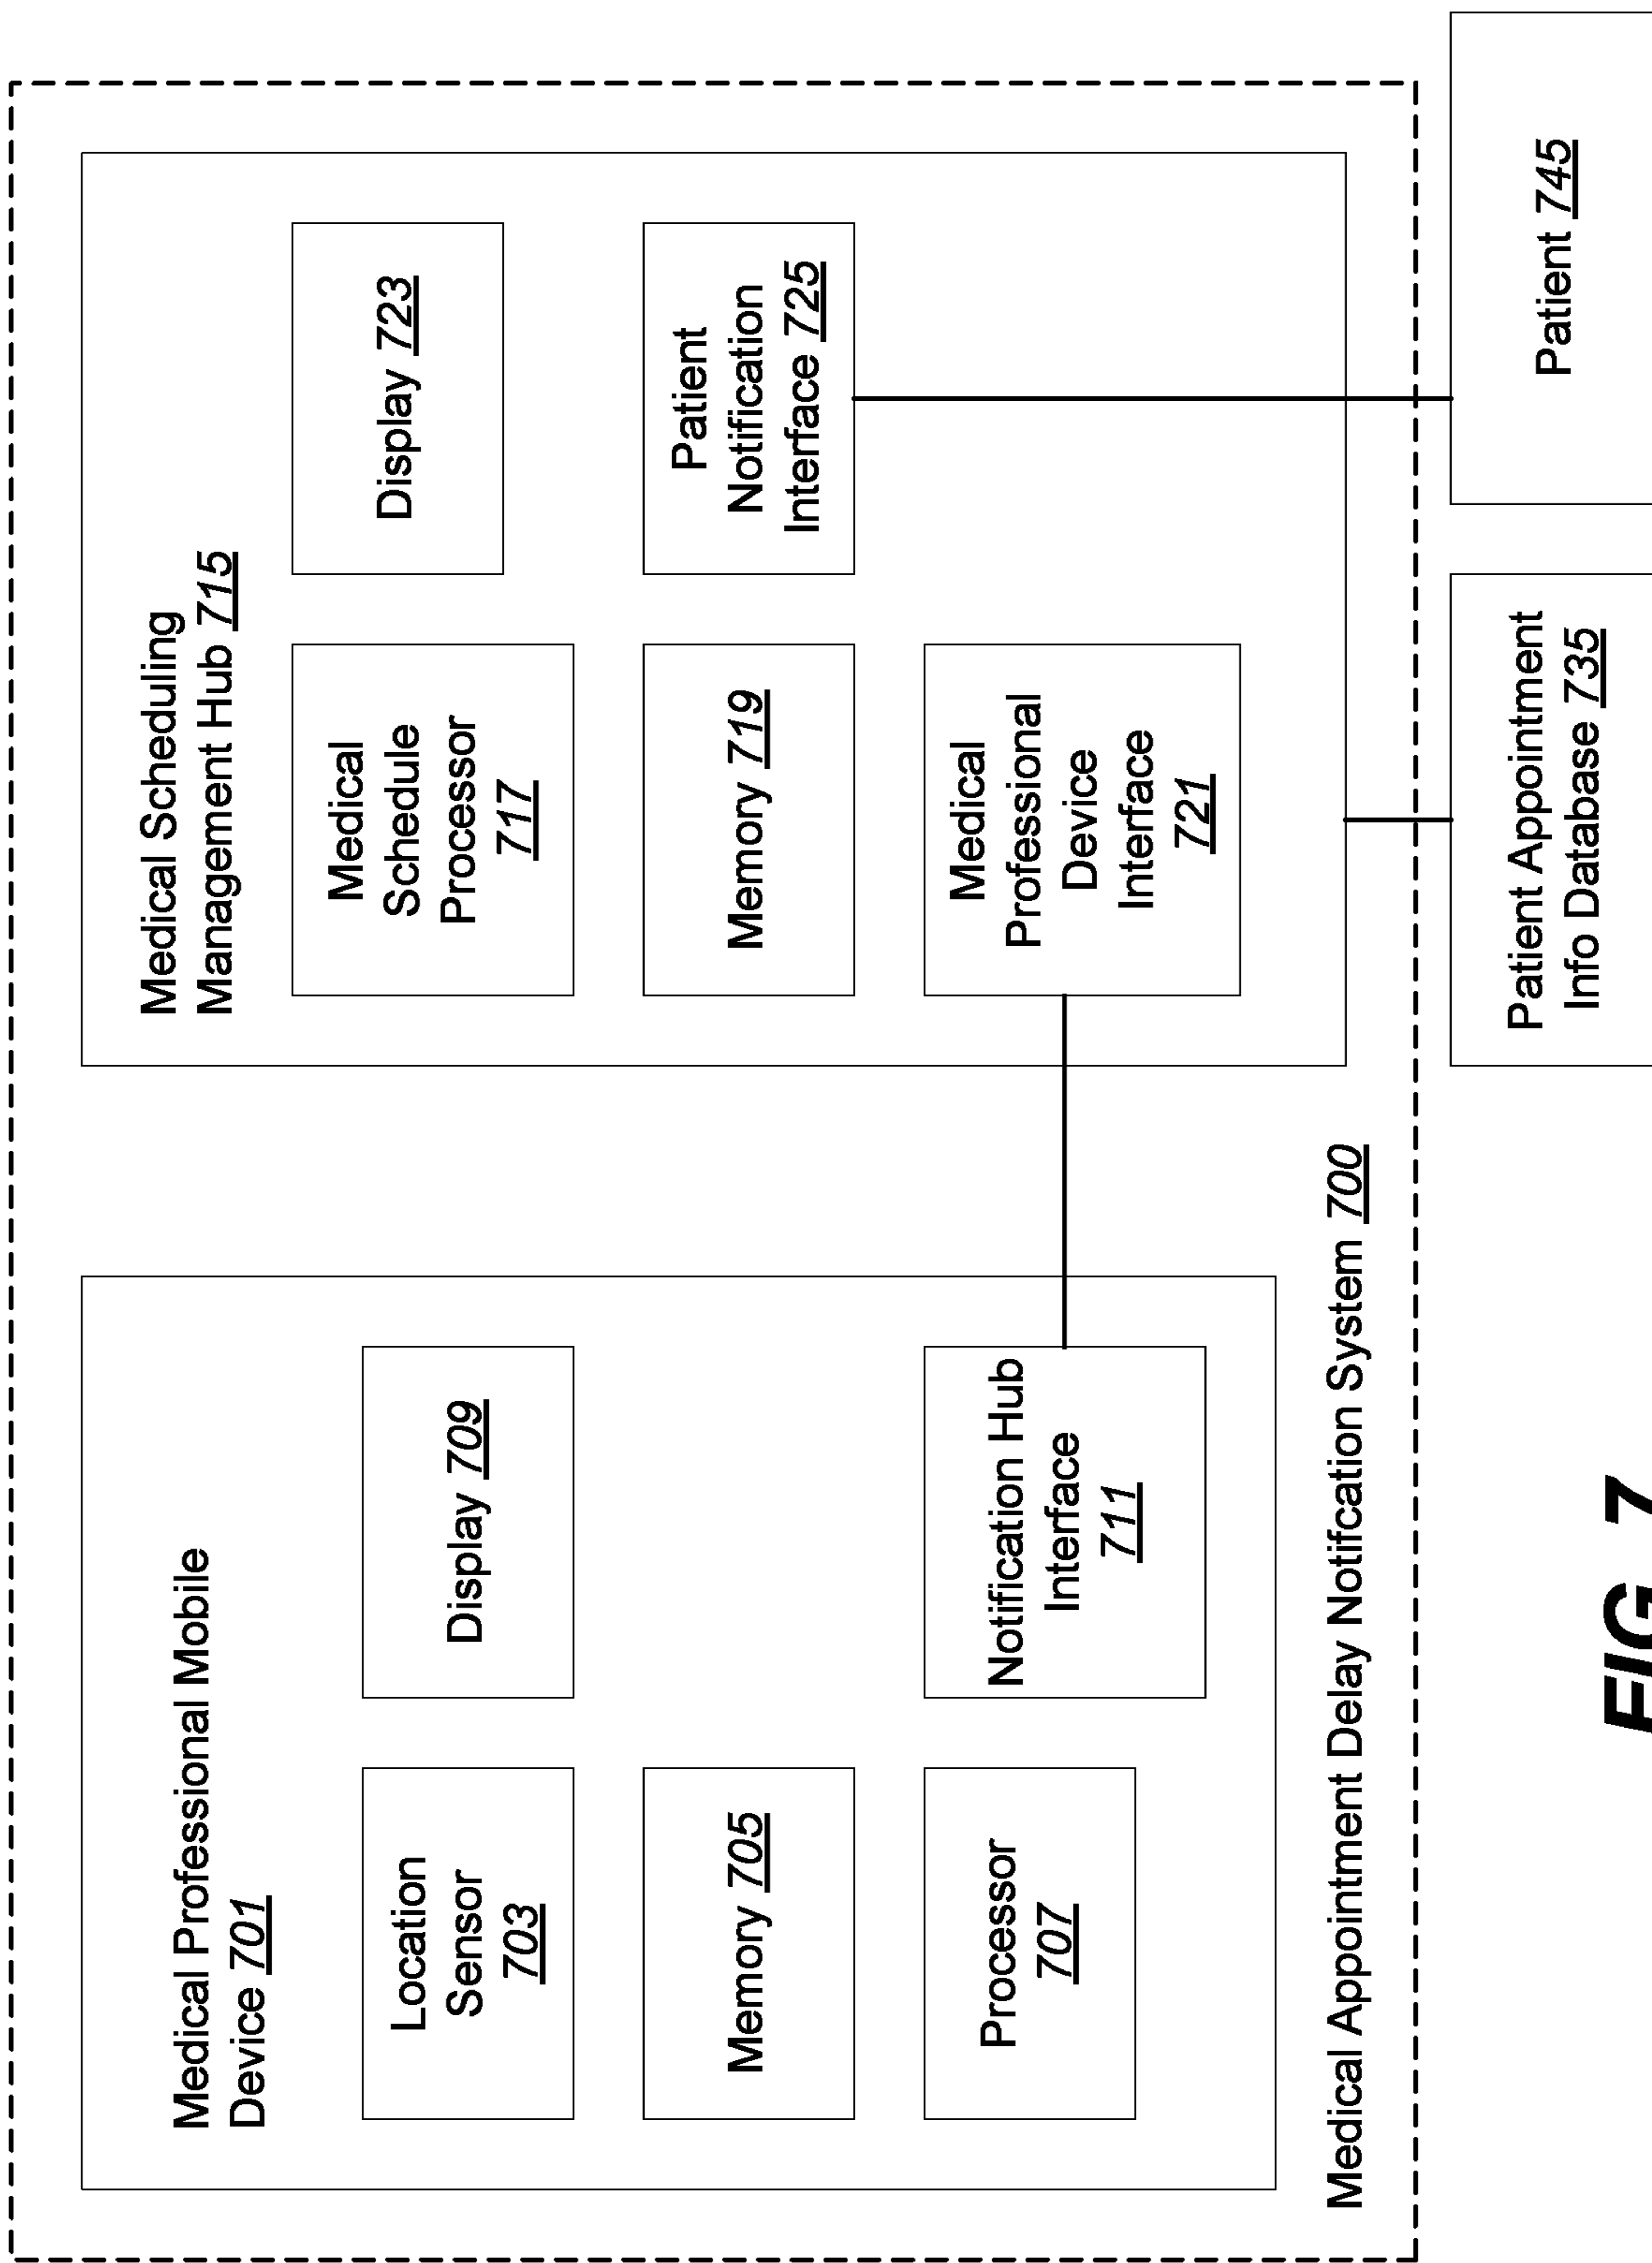 Medical Professional Mobile
Device 701
Location
Sensor
703
Display 709
Memory 705
Processor
707
Notification Hub
Interface
711
Medical Scheduling
Management Hub 715
Medical
Schedule
Processor
717
Display 723
Memory 719
Patient
Notification
Interface 725
Medical
Professional
Device
Interface
721
Medical Appointment Delay Notifcation System 700
Patient Appointment
Info Database 735
Patient 745
FIG. 7